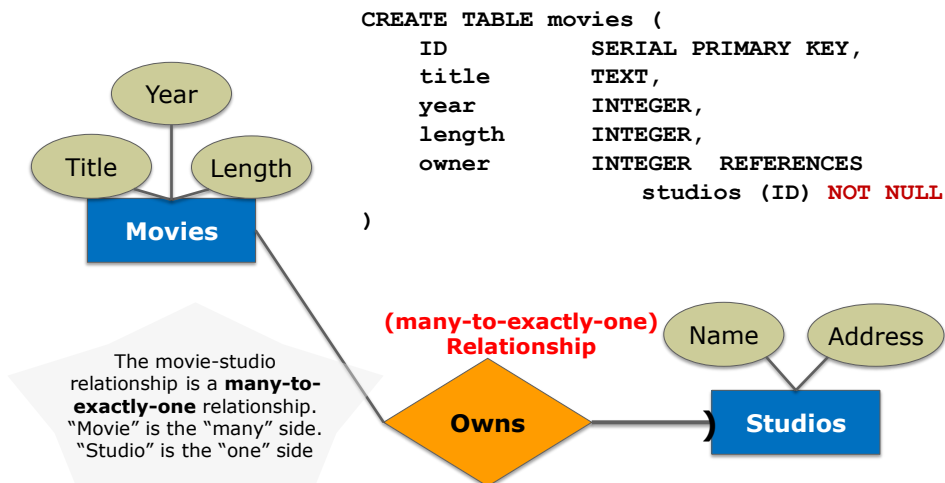 CREATE TABLE movies (
ID SERIAL PRIMARY KEY,
title TEXT,
year INTEGER,
length INTEGER,
owner INTEGER REFERENCES
studios (ID) NOT NULL
)
Year
Title
Length
Movies
(many-to-exactly-one)
Relationship
Name
Address
The movie-studio
relationship is a many-to-
exactly-one relationship.
“Movie” is the “many” side.
“Studio” is the “one” side
Owns
)
Studios